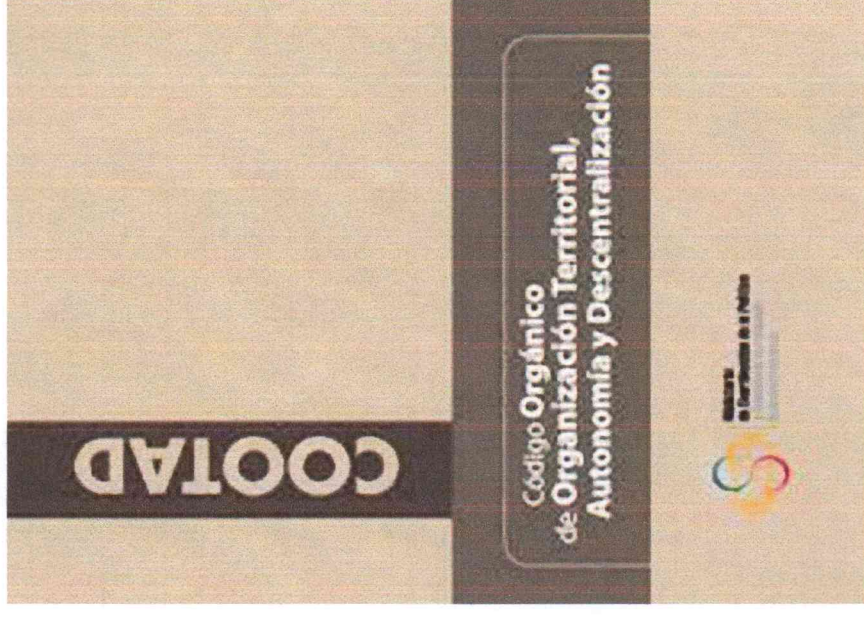 COOTAD
Código Orgánico
de Organización Territorial,
Autonomía y Descentralización